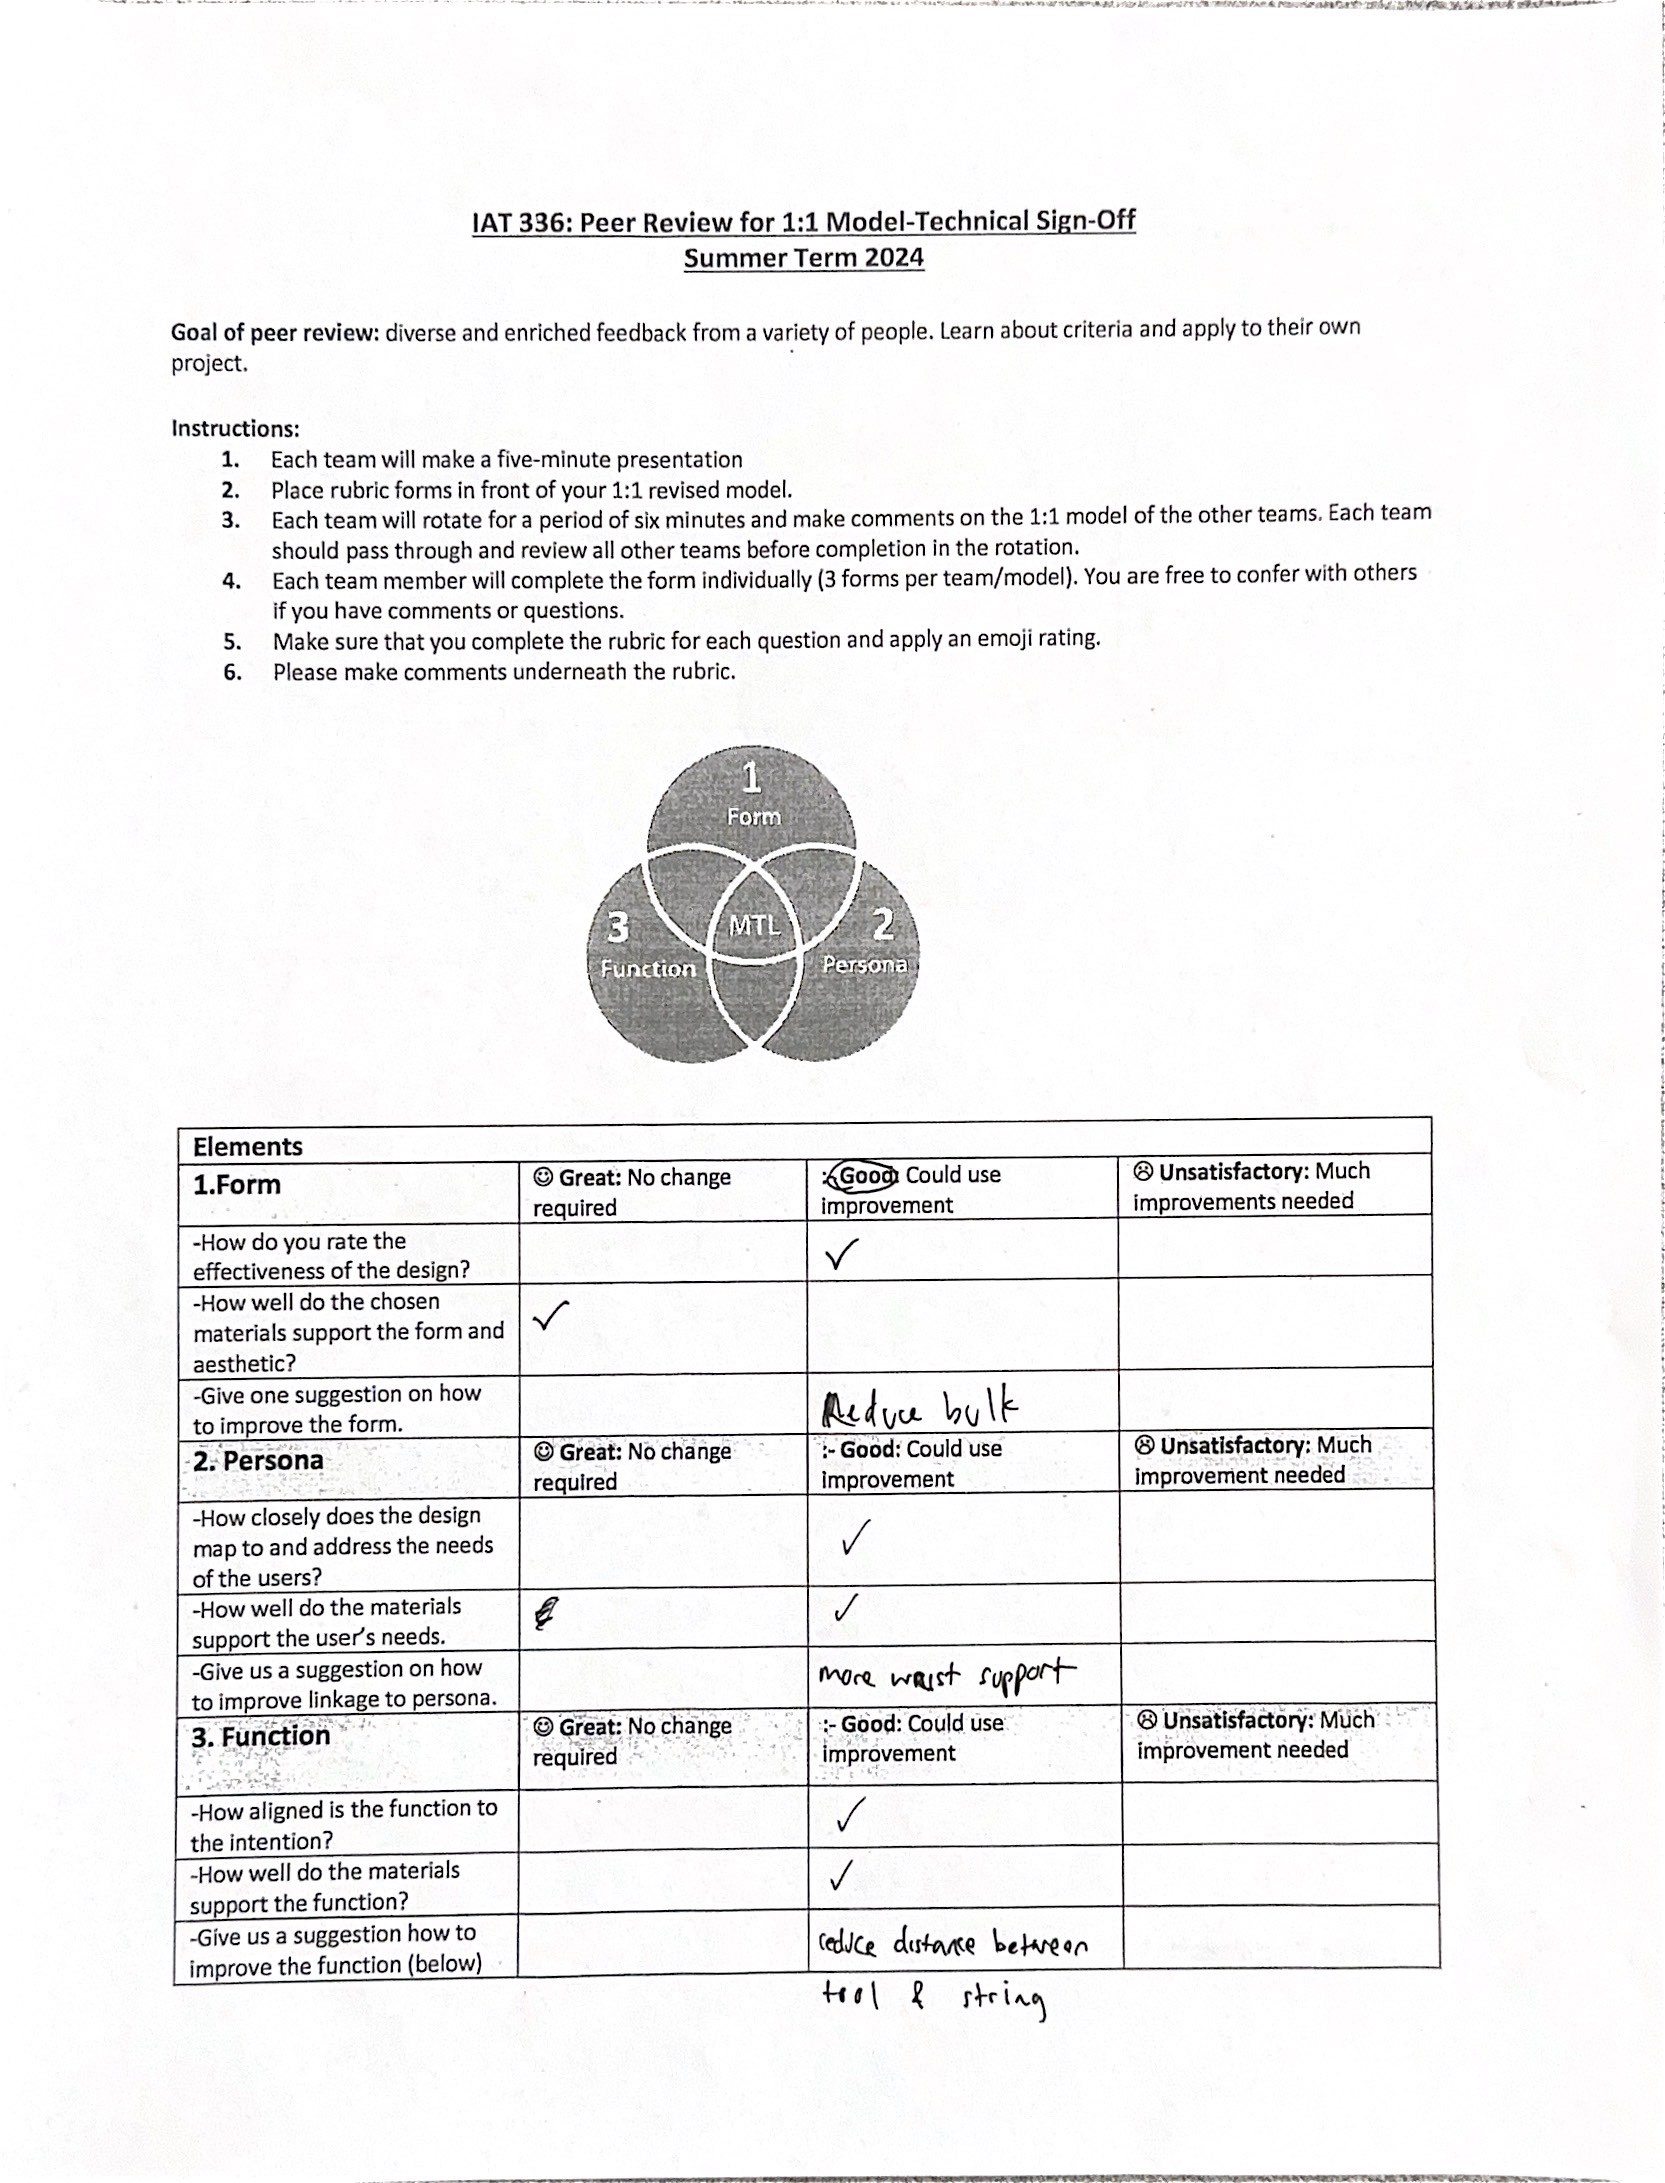 IAT 336: Peer Review for 1:1 Model-Technical Sign-Off
Summer Term 2024
Goal of peer review: diverse and enriched feedback from a variety of people. Learn about criteria and apply to their own
project.
Instructions:
1. Each team will make a five-minute presentation
2. Place rubric forms in front of your 1:1 revised model.
3. Each team will rotate for a period of six minutes and make comments on the 1:1 model of the other teams. Each team
should pass through and review all other teams before completion in the rotation.
4. Each team member will complete the form individually (3 forms per team/model). You are free to confer with others
if you have comments or questions.
5. Make sure that you complete the rubric for each question and apply an emoji rating.
6. Please make comments underneath the rubric.
1
Form
3
Function
MTL
2
Persona
Elements
1.Form
☺ Great: No change
required
:- Good: Could use
improvement
☹ Unsatisfactory: Much
improvements needed
-How do you rate the
effectiveness of the design?
✓
-How well do the chosen
materials support the form and
aesthetic?
✓
-Give one suggestion on how
to improve the form.
Reduce bulk
2. Persona
☺ Great: No change
required
:- Good: Could use
improvement
☹ Unsatisfactory: Much
improvement needed
-How closely does the design
map to and address the needs
of the users?
✓
-How well do the materials
support the user's needs.
✓
-Give us a suggestion on how
to improve linkage to persona.
more wrist support
3. Function
☺ Great: No change
required
:- Good: Could use
improvement
☹ Unsatisfactory: Much
improvement needed
-How aligned is the function to
the intention?
✓
-How well do the materials
support the function?
✓
-Give us a suggestion how to
improve the function (below)
reduce distance between
tool & string